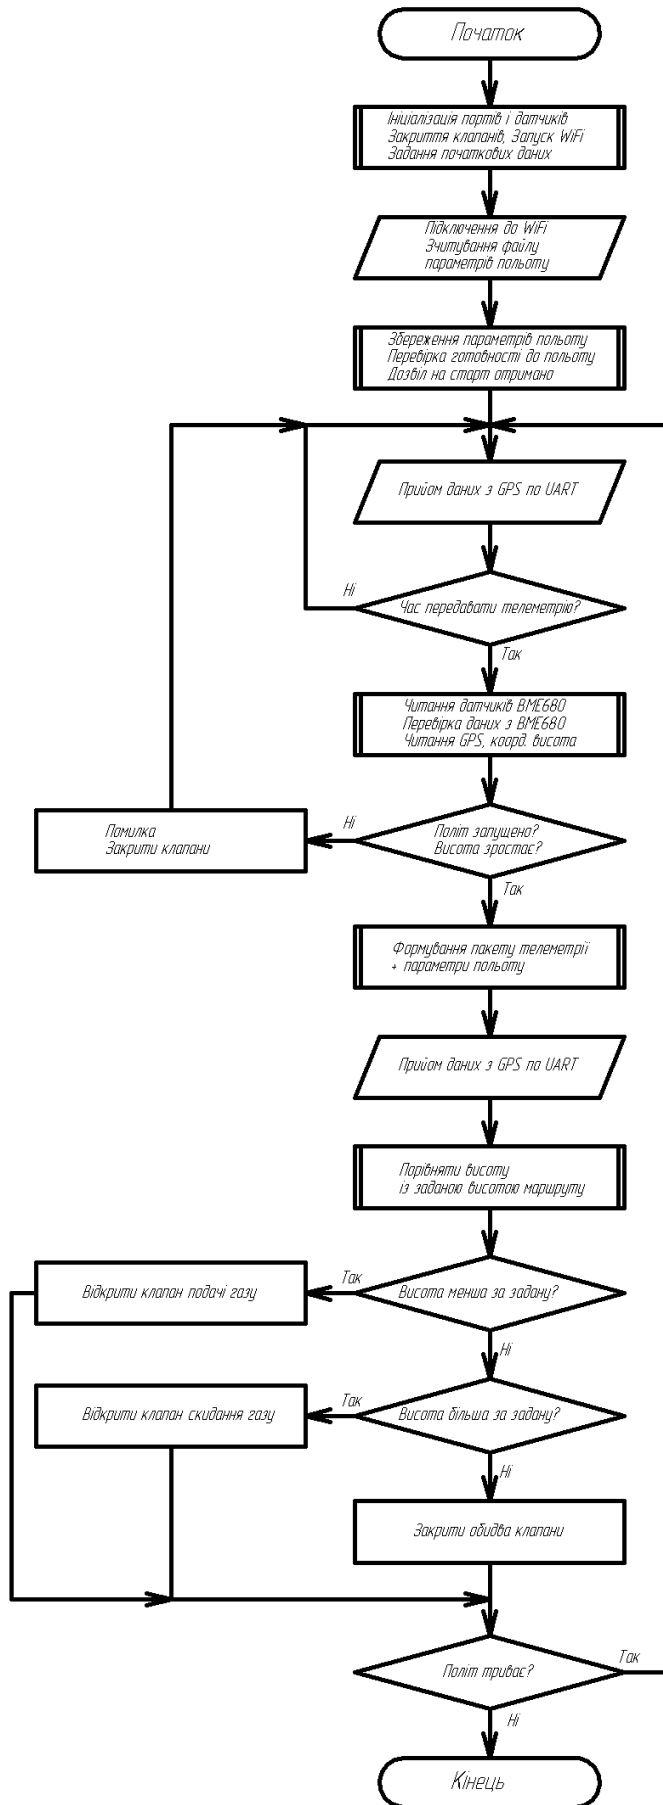 Початок
Ініціалізація портів і датчиків
Закриття клапанів, Запуск WiFi
Задання початкових даних
Підключення до WiFi
Зчитування файлу
параметрів польоту
Збереження параметрів польоту
Перевірка готовності до польоту
Дозвіл на старт отримано
Прийом даних з GPS по UART
Ні
Час передавати телеметрію?
Так
Читання датчиків BME680
Перевірка даних з BME680
Читання GPS, коорд. висота
Помилка
Закрити клапани
Ні
Політ запущено?
Висота зростає?
Так
Формування пакету телеметрії
+ параметри польоту
Прийом даних з GPS по UART
Порівняти висоту
із заданою висотою маршруту
Відкрити клапан подачі газу
Так
Висота менша за задану?
Ні
Відкрити клапан скидання газу
Так
Висота більша за задану?
Ні
Закрити обидва клапани
Політ триває?
Так
Ні
Кінець